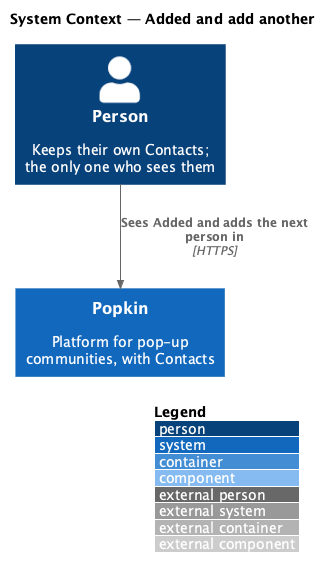 System Context — Added and add another
Person
Keeps their own Contacts;
the only one who sees them
Sees Added and adds the next
person in
[HTTPS]
Popkin
Platform for pop-up
communities, with Contacts
Legend
person
system
container
component
external person
external system
external container
external component